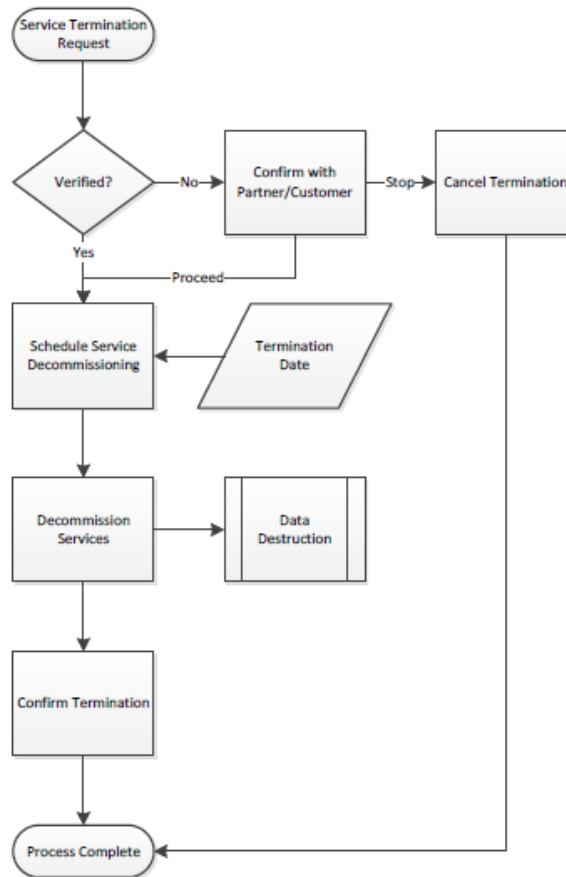 Service Termination
Request
Verified?
No
Confirm with
Partner/Customer
Stop
Cancel Termination
Yes
Proceed
Schedule Service
Decommissioning
Termination
Date
Decommission
Services
Data
Destruction
Confirm Termination
Process Complete